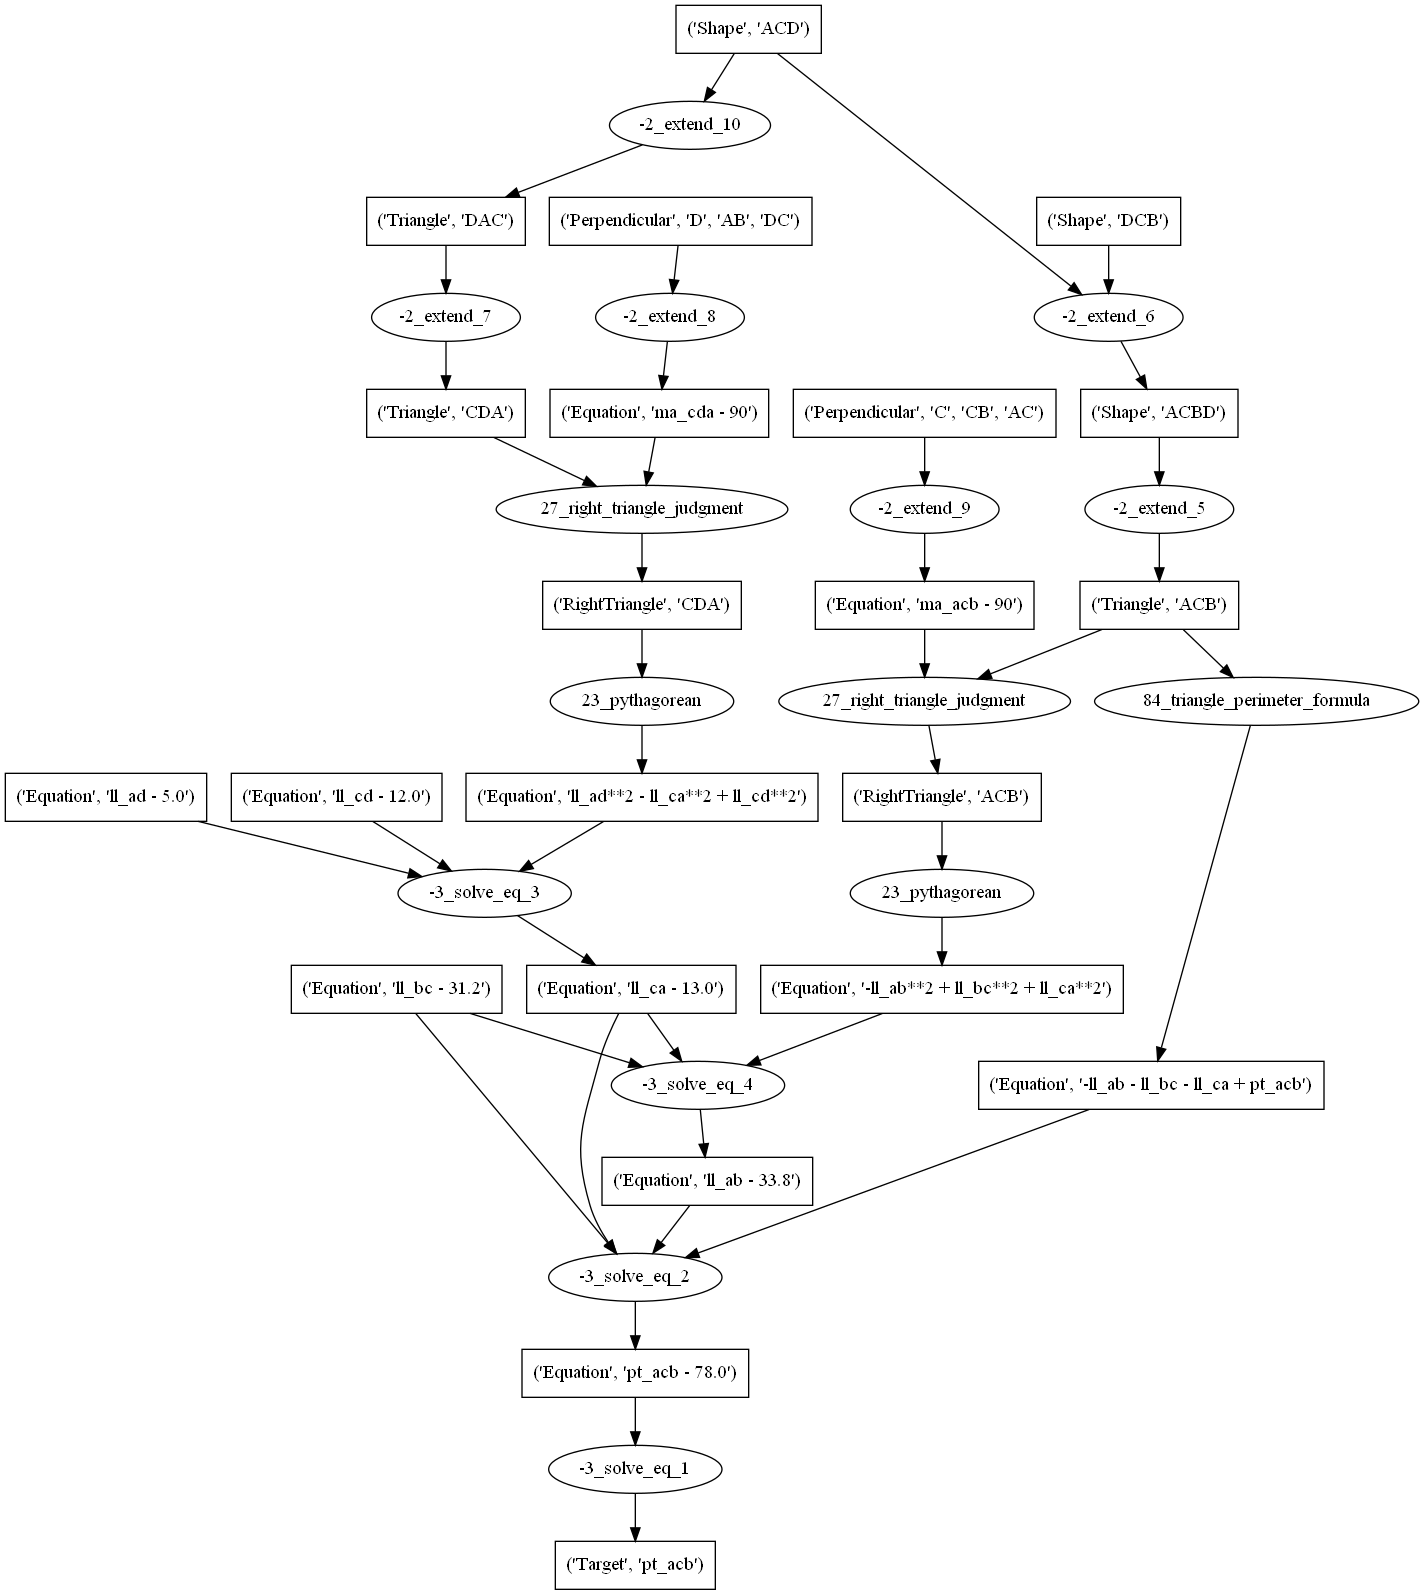 ('Shape', 'ACD')
-2_extend_10
('Triangle', 'DAC')
('Perpendicular', 'D', 'AB', 'DC')
('Shape', 'DCB')
-2_extend_7
-2_extend_8
-2_extend_6
('Triangle', 'CDA')
('Equation', 'ma_cda - 90')
('Perpendicular', 'C', 'CB', 'AC')
('Shape', 'ACBD')
27_right_triangle_judgment
-2_extend_9
-2_extend_5
('RightTriangle', 'CDA')
('Equation', 'ma_acb - 90')
('Triangle', 'ACB')
23_pythagorean
27_right_triangle_judgment
84_triangle_perimeter_formula
('Equation', 'll_ad - 5.0')
('Equation', 'll_cd - 12.0')
('Equation', 'll_ad**2 - ll_ca**2 + ll_cd**2')
('RightTriangle', 'ACB')
-3_solve_eq_3
23_pythagorean
('Equation', 'll_bc - 31.2')
('Equation', 'll_ca - 13.0')
('Equation', '-ll_ab**2 + ll_bc**2 + ll_ca**2')
-3_solve_eq_4
('Equation', '-ll_ab - ll_bc - ll_ca + pt_acb')
('Equation', 'll_ab - 33.8')
-3_solve_eq_2
('Equation', 'pt_acb - 78.0')
-3_solve_eq_1
('Target', 'pt_acb')